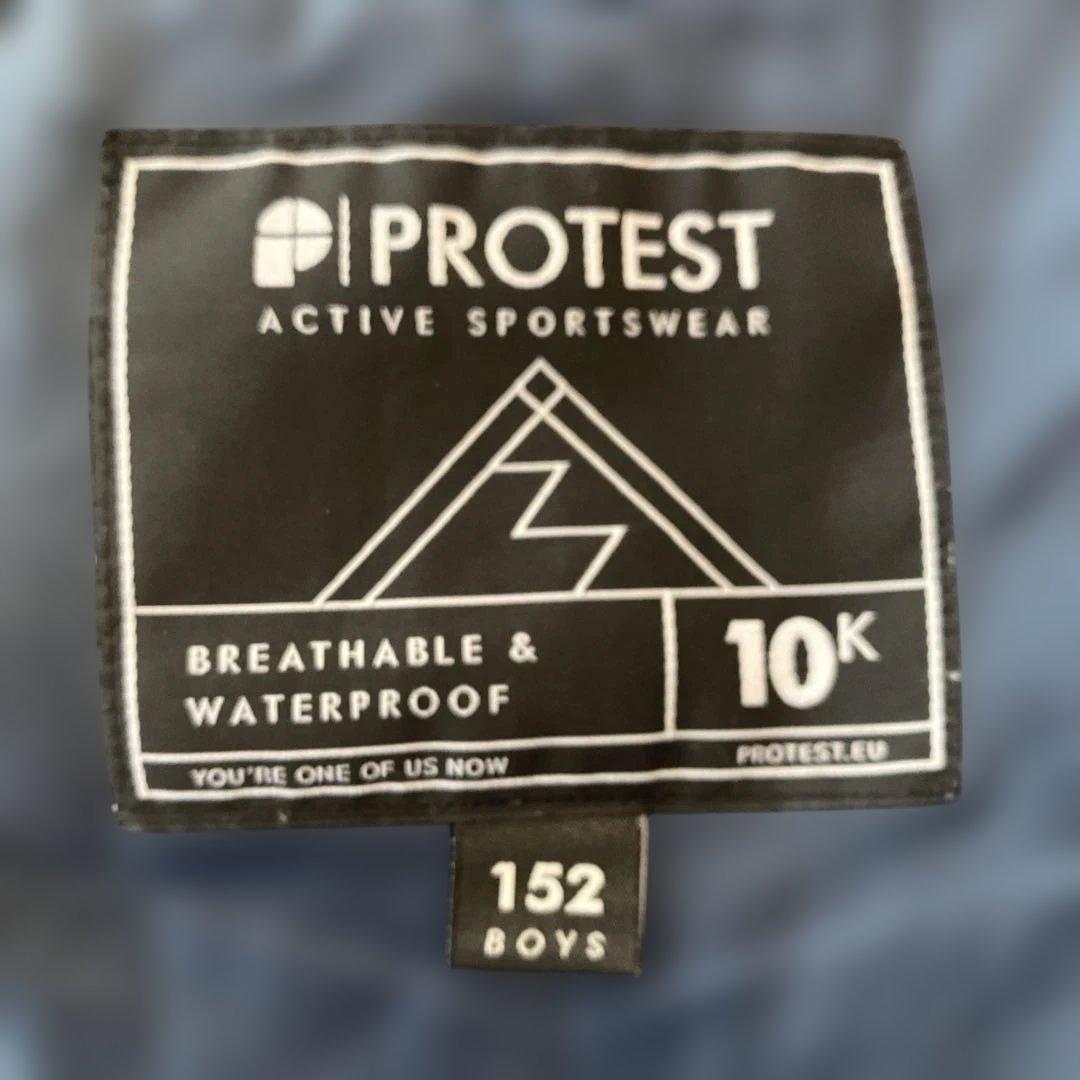 PROTEST
ACTIVE SPORTSWEAR
BREATHABLE &
WATERPROOF
10K
YOU'RE ONE OF US NOW
PROTEST.EU
152
BOYS